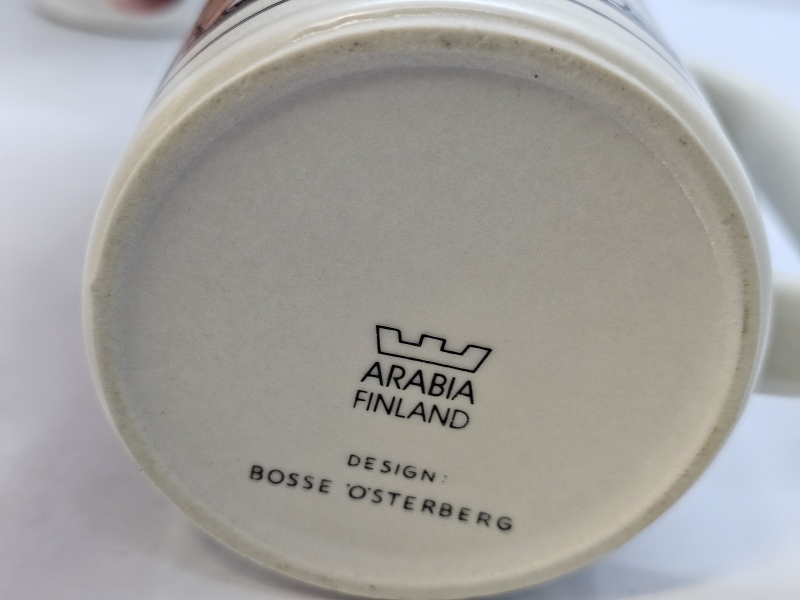 ARABIA
FINLAND
DESIGN:
BOSSE ÖSTERBERG